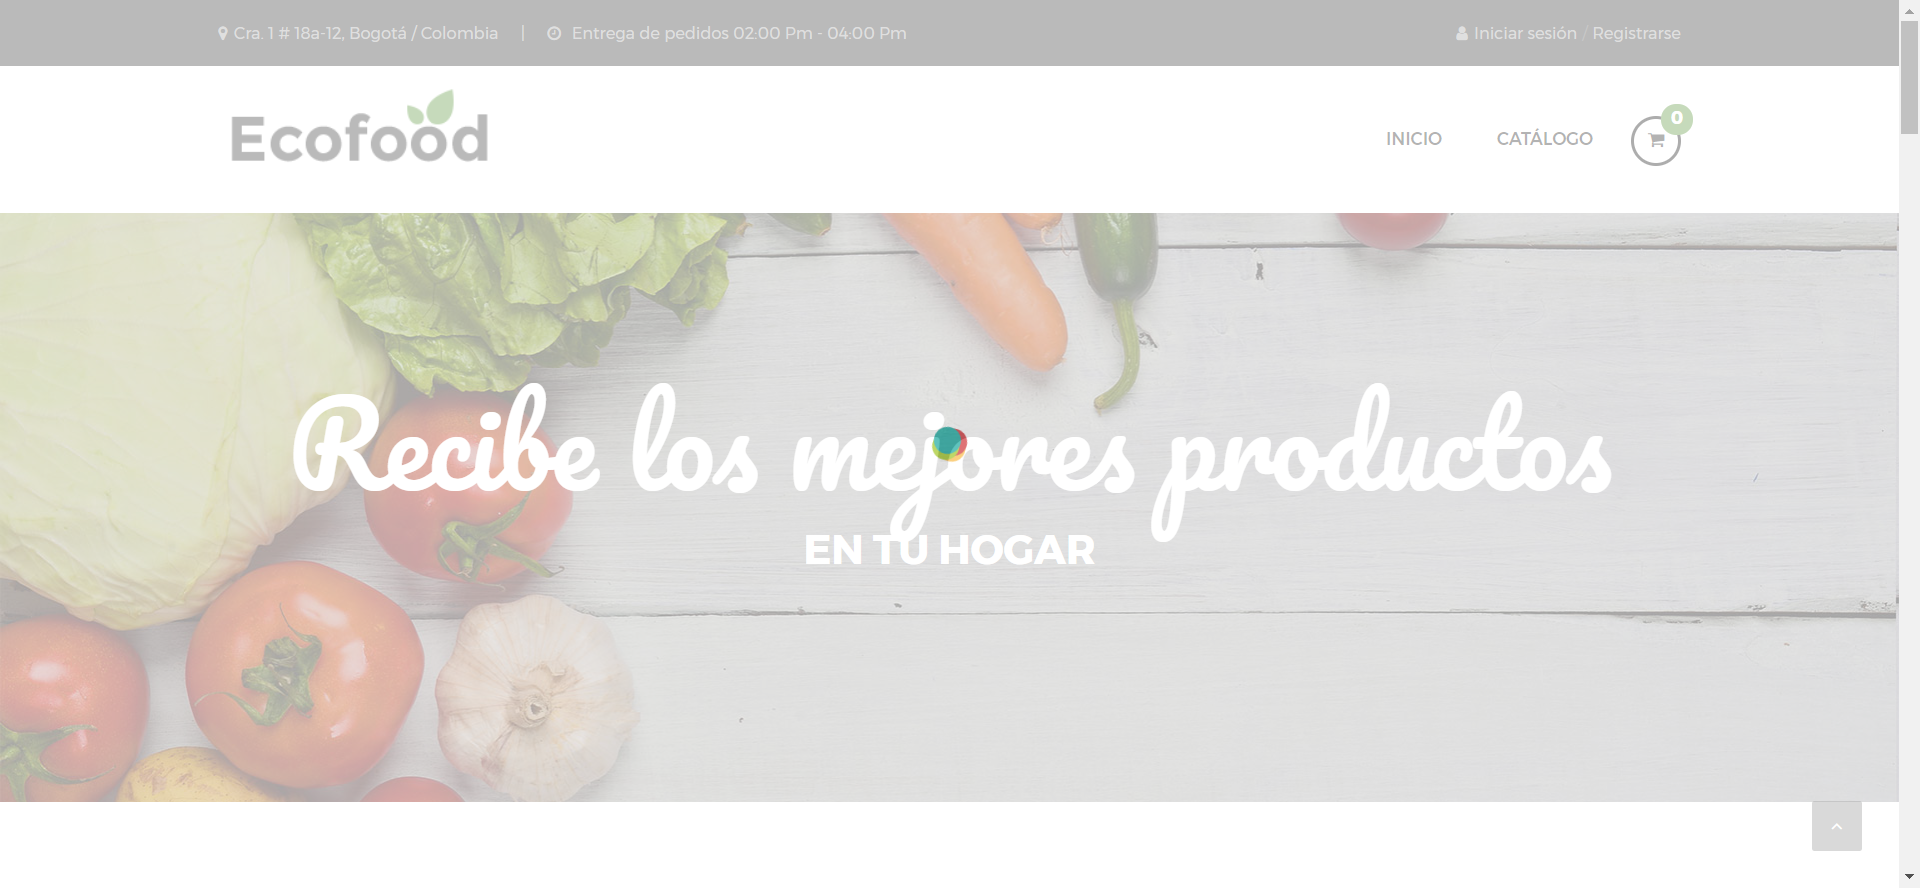 Cra. 1 # 18a-12, Bogotá / Colombia | Entrega de pedidos 02:00 Pm - 04:00 Pm Iniciar sesión / Registrarse
Ecofood INICIO CATÁLOGO 0
Recibe los mejores productos
EN TU HOGAR